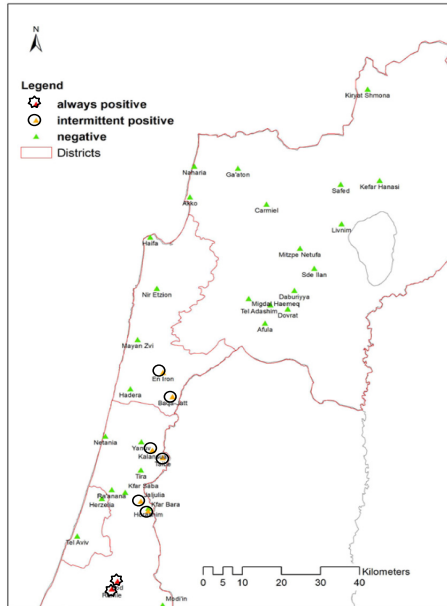 N
Legend
always positive
intermittent positive
negative
Districts
Kiryat Shmona
Naharia
Ga'aton
Safed
Kefar Hanasi
Akko
Carmiel
Livnim
Haifa
Mitzpe Netufa
Sde Ilan
Nir Etzion
Daburiyya
Migdal Haemeq
Tel Adashim
Dovrat
Afula
Mayan Zvi
En Iron
Hadera
Baqa-Jatt
Netania
Yanuv
Tira
Kfar Saba
Ra'anana
Jaljulia
Herzelia
Kfar Bara
Tel Aviv
Kilometers
0 5 10 20 30 40
Modi'in